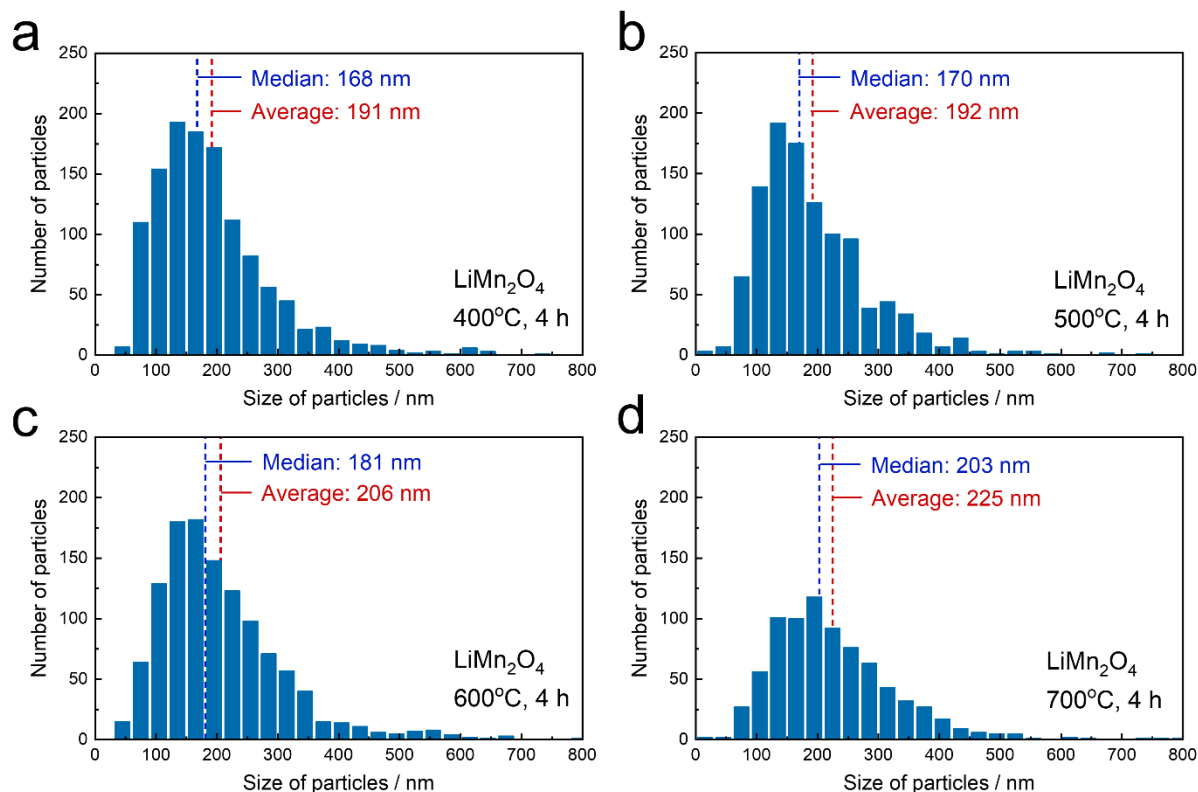 a
250
200
150
100
50
0
Number of particles
Median: 168 nm
Average: 191 nm
LiMn₂O₄
400°C, 4 h
0 100 200 300 400 500 600 700 800
Size of particles / nm
b
250
200
150
100
50
0
Number of particles
Median: 170 nm
Average: 192 nm
LiMn₂O₄
500°C, 4 h
0 100 200 300 400 500 600 700 800
Size of particles / nm
c
250
200
150
100
50
0
Number of particles
Median: 181 nm
Average: 206 nm
LiMn₂O₄
600°C, 4 h
0 100 200 300 400 500 600 700 800
Size of particles / nm
d
250
200
150
100
50
0
Number of particles
Median: 203 nm
Average: 225 nm
LiMn₂O₄
700°C, 4 h
0 100 200 300 400 500 600 700 800
Size of particles / nm